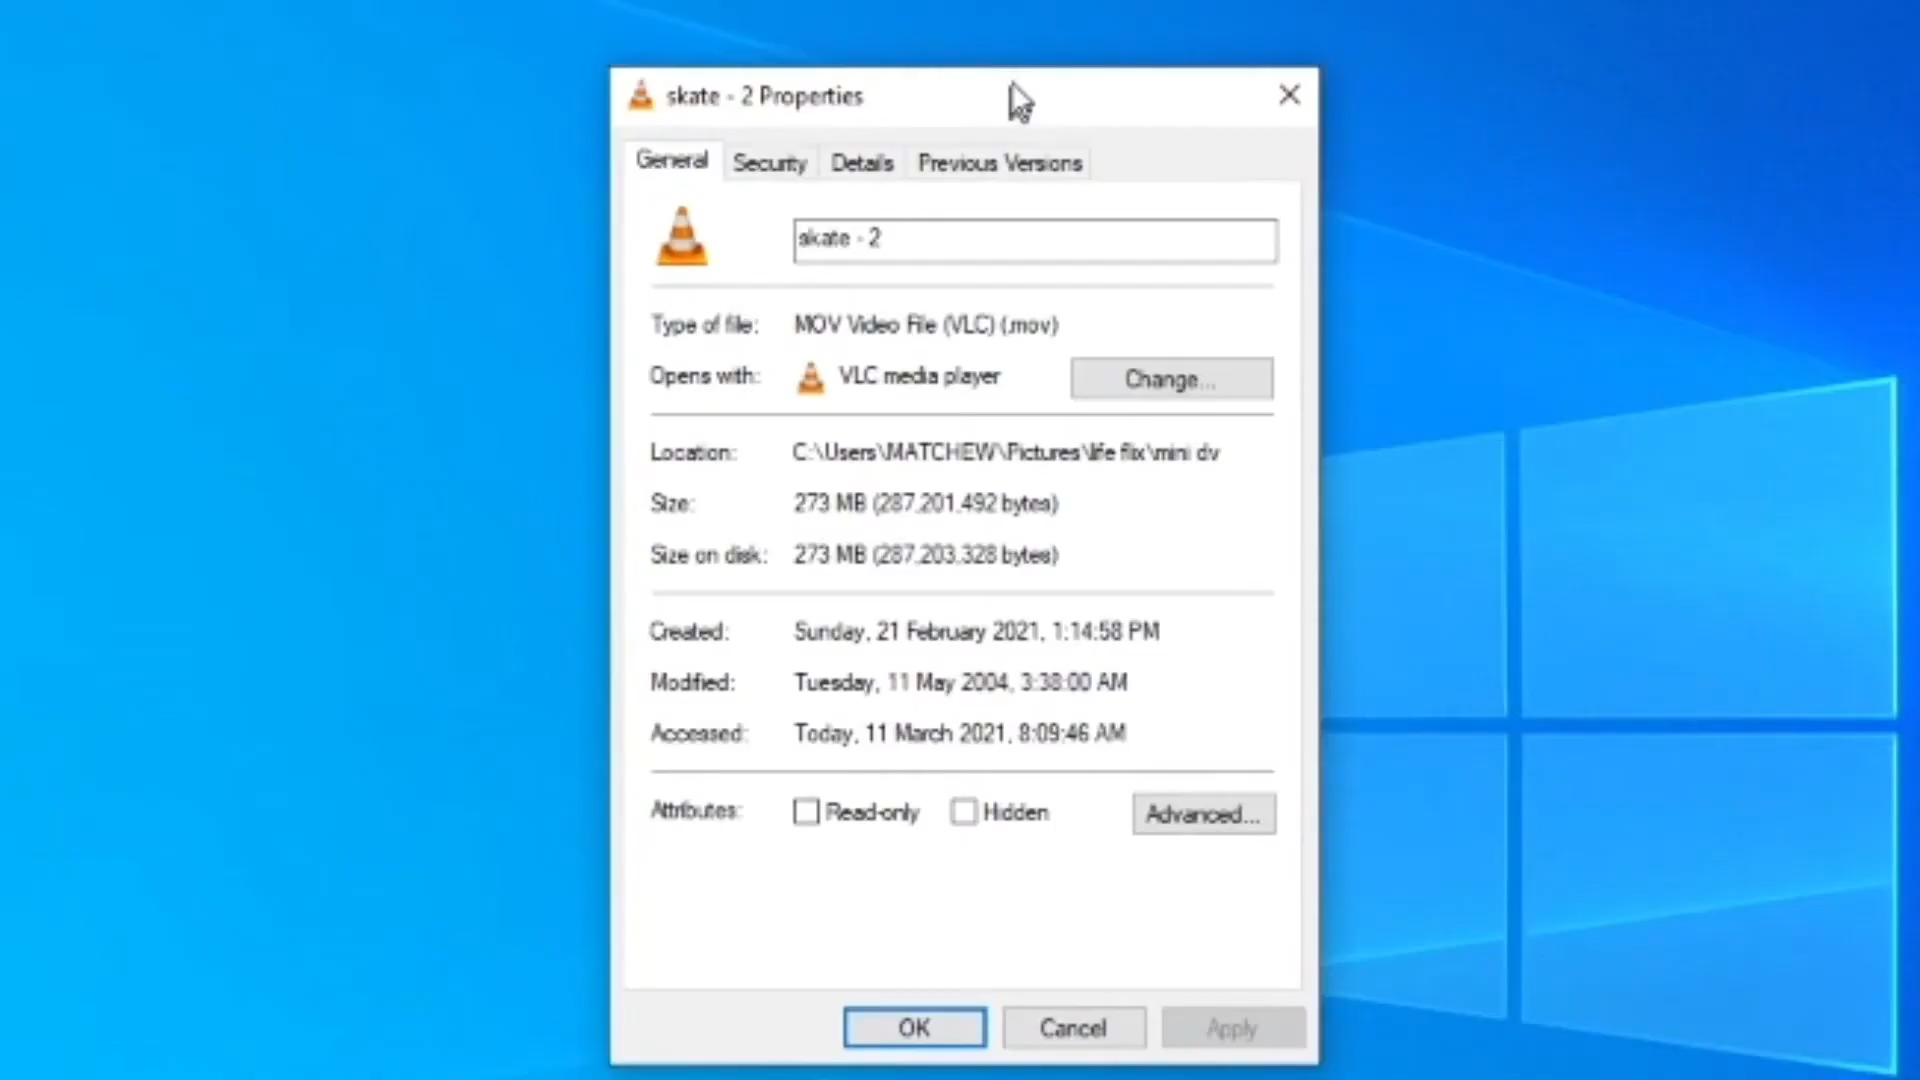 skate - 2 Properties
General Security Details Previous Versions
skate - 2
Type of file: MOV Video File (VLC) (.mov)
Opens with: VLC media player Change...
Location: C:\Users\MATCHEW\Pictures\life flix\mini dv
Size: 273 MB (287,201,492 bytes)
Size on disk: 273 MB (287,203,328 bytes)
Created: Sunday, 21 February 2021, 1:14:58 PM
Modified: Tuesday, 11 May 2004, 3:38:00 AM
Accessed: Today, 11 March 2021, 8:09:46 AM
Attributes: Read-only Hidden Advanced...
OK Cancel Apply